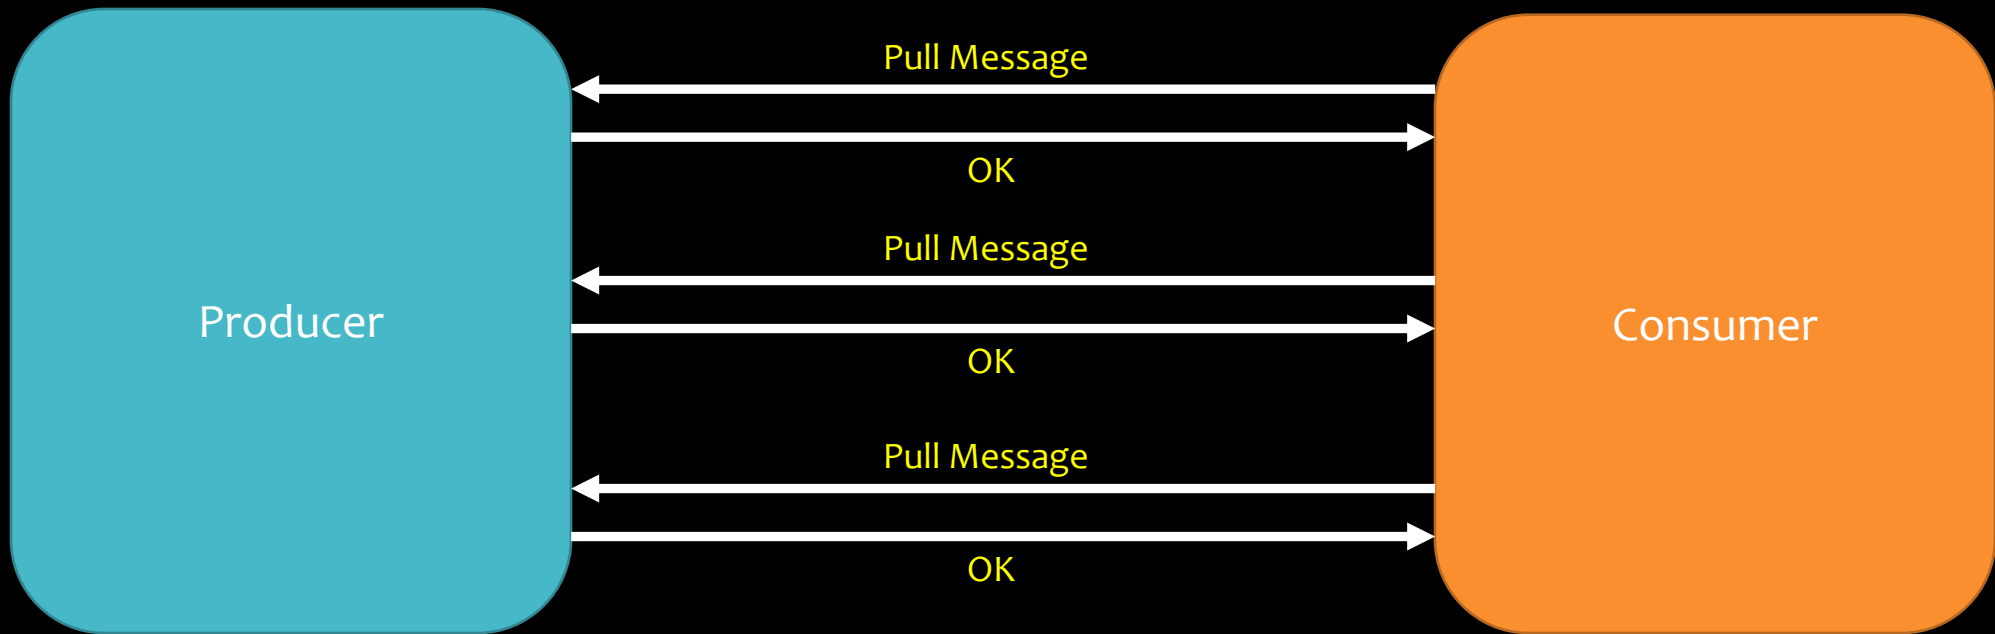 Pull Message
OK
Pull Message
Producer
Consumer
OK
Pull Message
OK